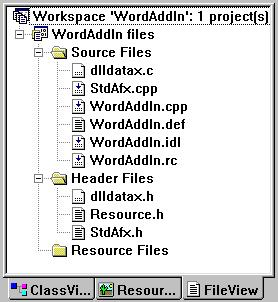 Workspace 'WordAddIn': 1 project(s)
WordAddIn files
Source Files
dlldatax.c
StdAfx.cpp
WordAddIn.cpp
WordAddIn.def
WordAddIn.idl
WordAddIn.rc
Header Files
dlldatax.h
Resource.h
StdAfx.h
Resource Files
ClassVi... Resour... FileView